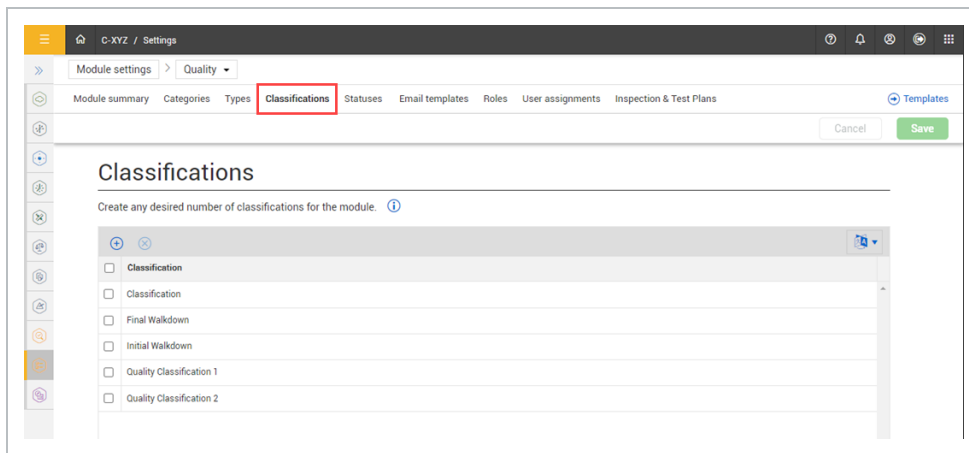 C-XYZ / Settings
Module settings > Quality
Module summary Categories Types Classifications Statuses Email templates Roles User assignments Inspection & Test Plans Templates
Cancel Save
Classifications
Create any desired number of classifications for the module.
Classification
Classification
Final Walkdown
Initial Walkdown
Quality Classification 1
Quality Classification 2